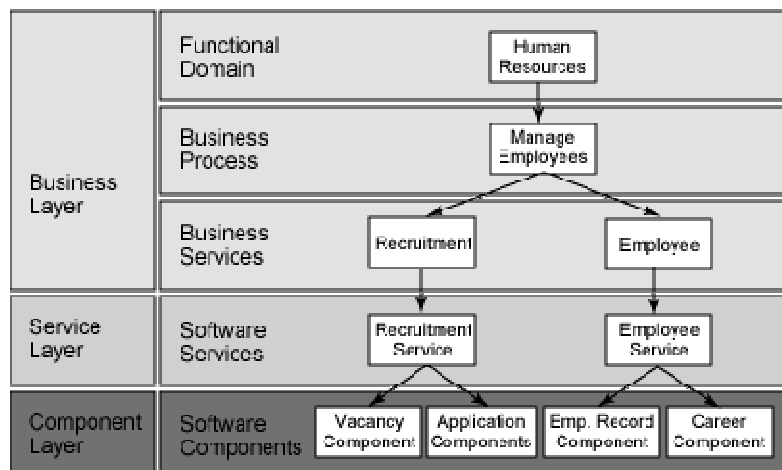 Functional
Domain
Human
Resources
Business
Layer
Business
Process
Manage
Employees
Business
Services
Recruitment
Employee
Service
Layer
Software
Services
Recruitment
Service
Employee
Service
Component
Layer
Software
Components
Vacancy
Component
Application
Components
Emp. Record
Component
Career
Component